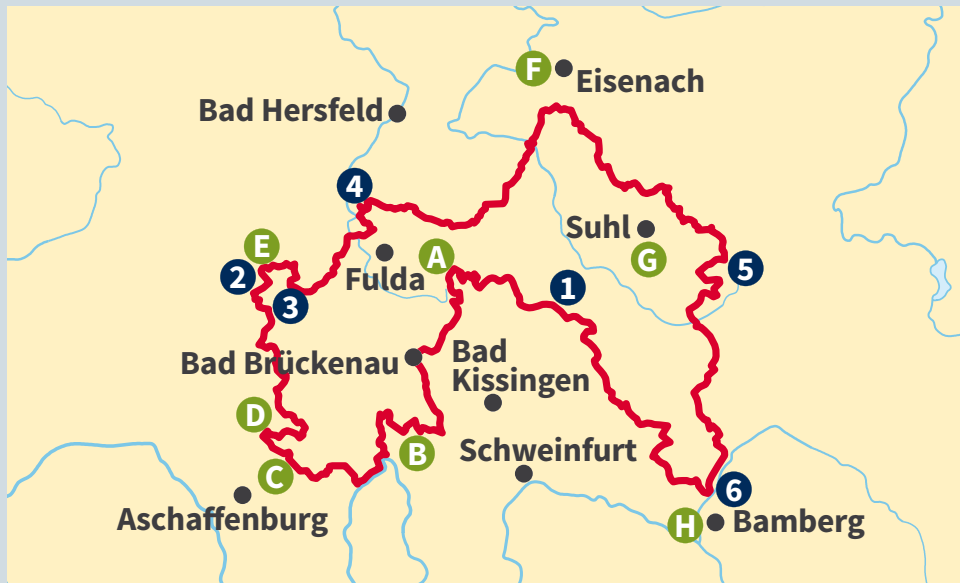 F
Eisenach
Bad Hersfeld
4
Suhl
E
A
G
5
2
Fulda
3
1
Bad Brückenau
Bad
Kissingen
D
B
Schweinfurt
C
6
Aschaffenburg
H
Bamberg